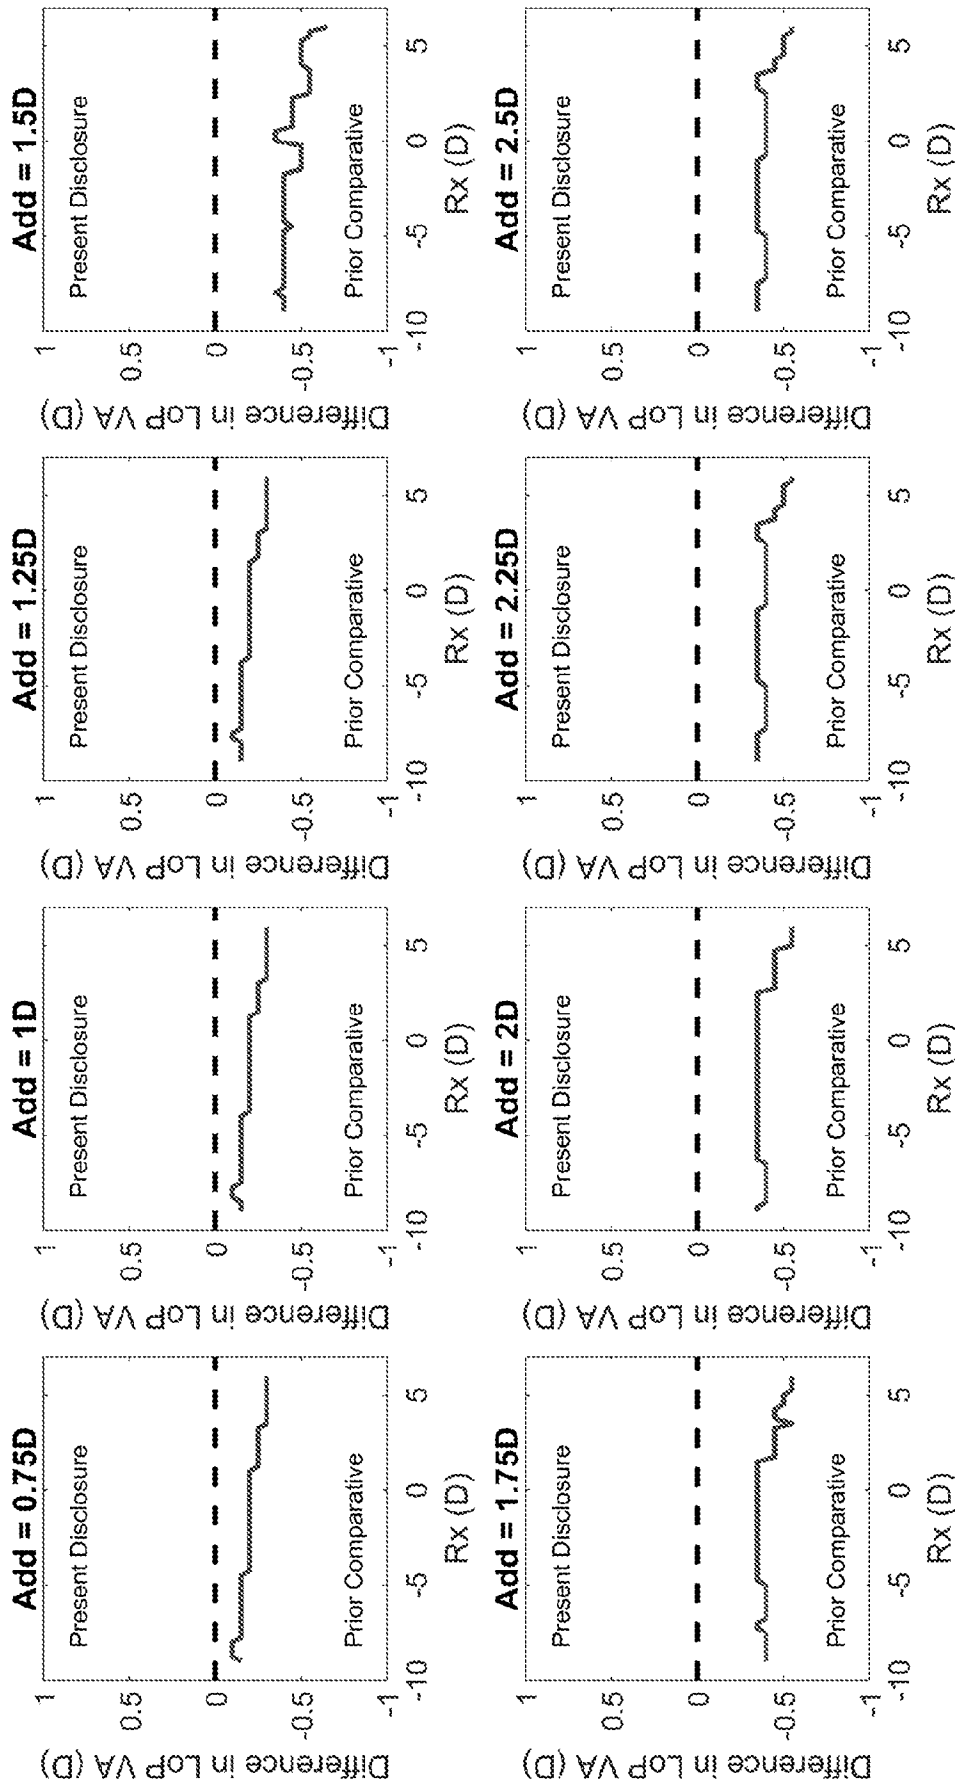 Add = 0.75D
Difference in LoP VA (D)
1
0.5
0
-0.5
-1
Present Disclosure
Prior Comparative
-10
-5
0
5
Rx (D)
Add = 1D
Difference in LoP VA (D)
1
0.5
0
-0.5
-1
Present Disclosure
Prior Comparative
-10
-5
0
5
Rx (D)
Add = 1.25D
Difference in LoP VA (D)
1
0.5
0
-0.5
-1
Present Disclosure
Prior Comparative
-10
-5
0
5
Rx (D)
Add = 1.5D
Difference in LoP VA (D)
1
0.5
0
-0.5
-1
Present Disclosure
Prior Comparative
-10
-5
0
5
Rx (D)
Add = 1.75D
Difference in LoP VA (D)
1
0.5
0
-0.5
-1
Present Disclosure
Prior Comparative
-10
-5
0
5
Rx (D)
Add = 2D
Difference in LoP VA (D)
1
0.5
0
-0.5
-1
Present Disclosure
Prior Comparative
-10
-5
0
5
Rx (D)
Add = 2.25D
Difference in LoP VA (D)
1
0.5
0
-0.5
-1
Present Disclosure
Prior Comparative
-10
-5
0
5
Rx (D)
Add = 2.5D
Difference in LoP VA (D)
1
0.5
0
-0.5
-1
Present Disclosure
Prior Comparative
-10
-5
0
5
Rx (D)